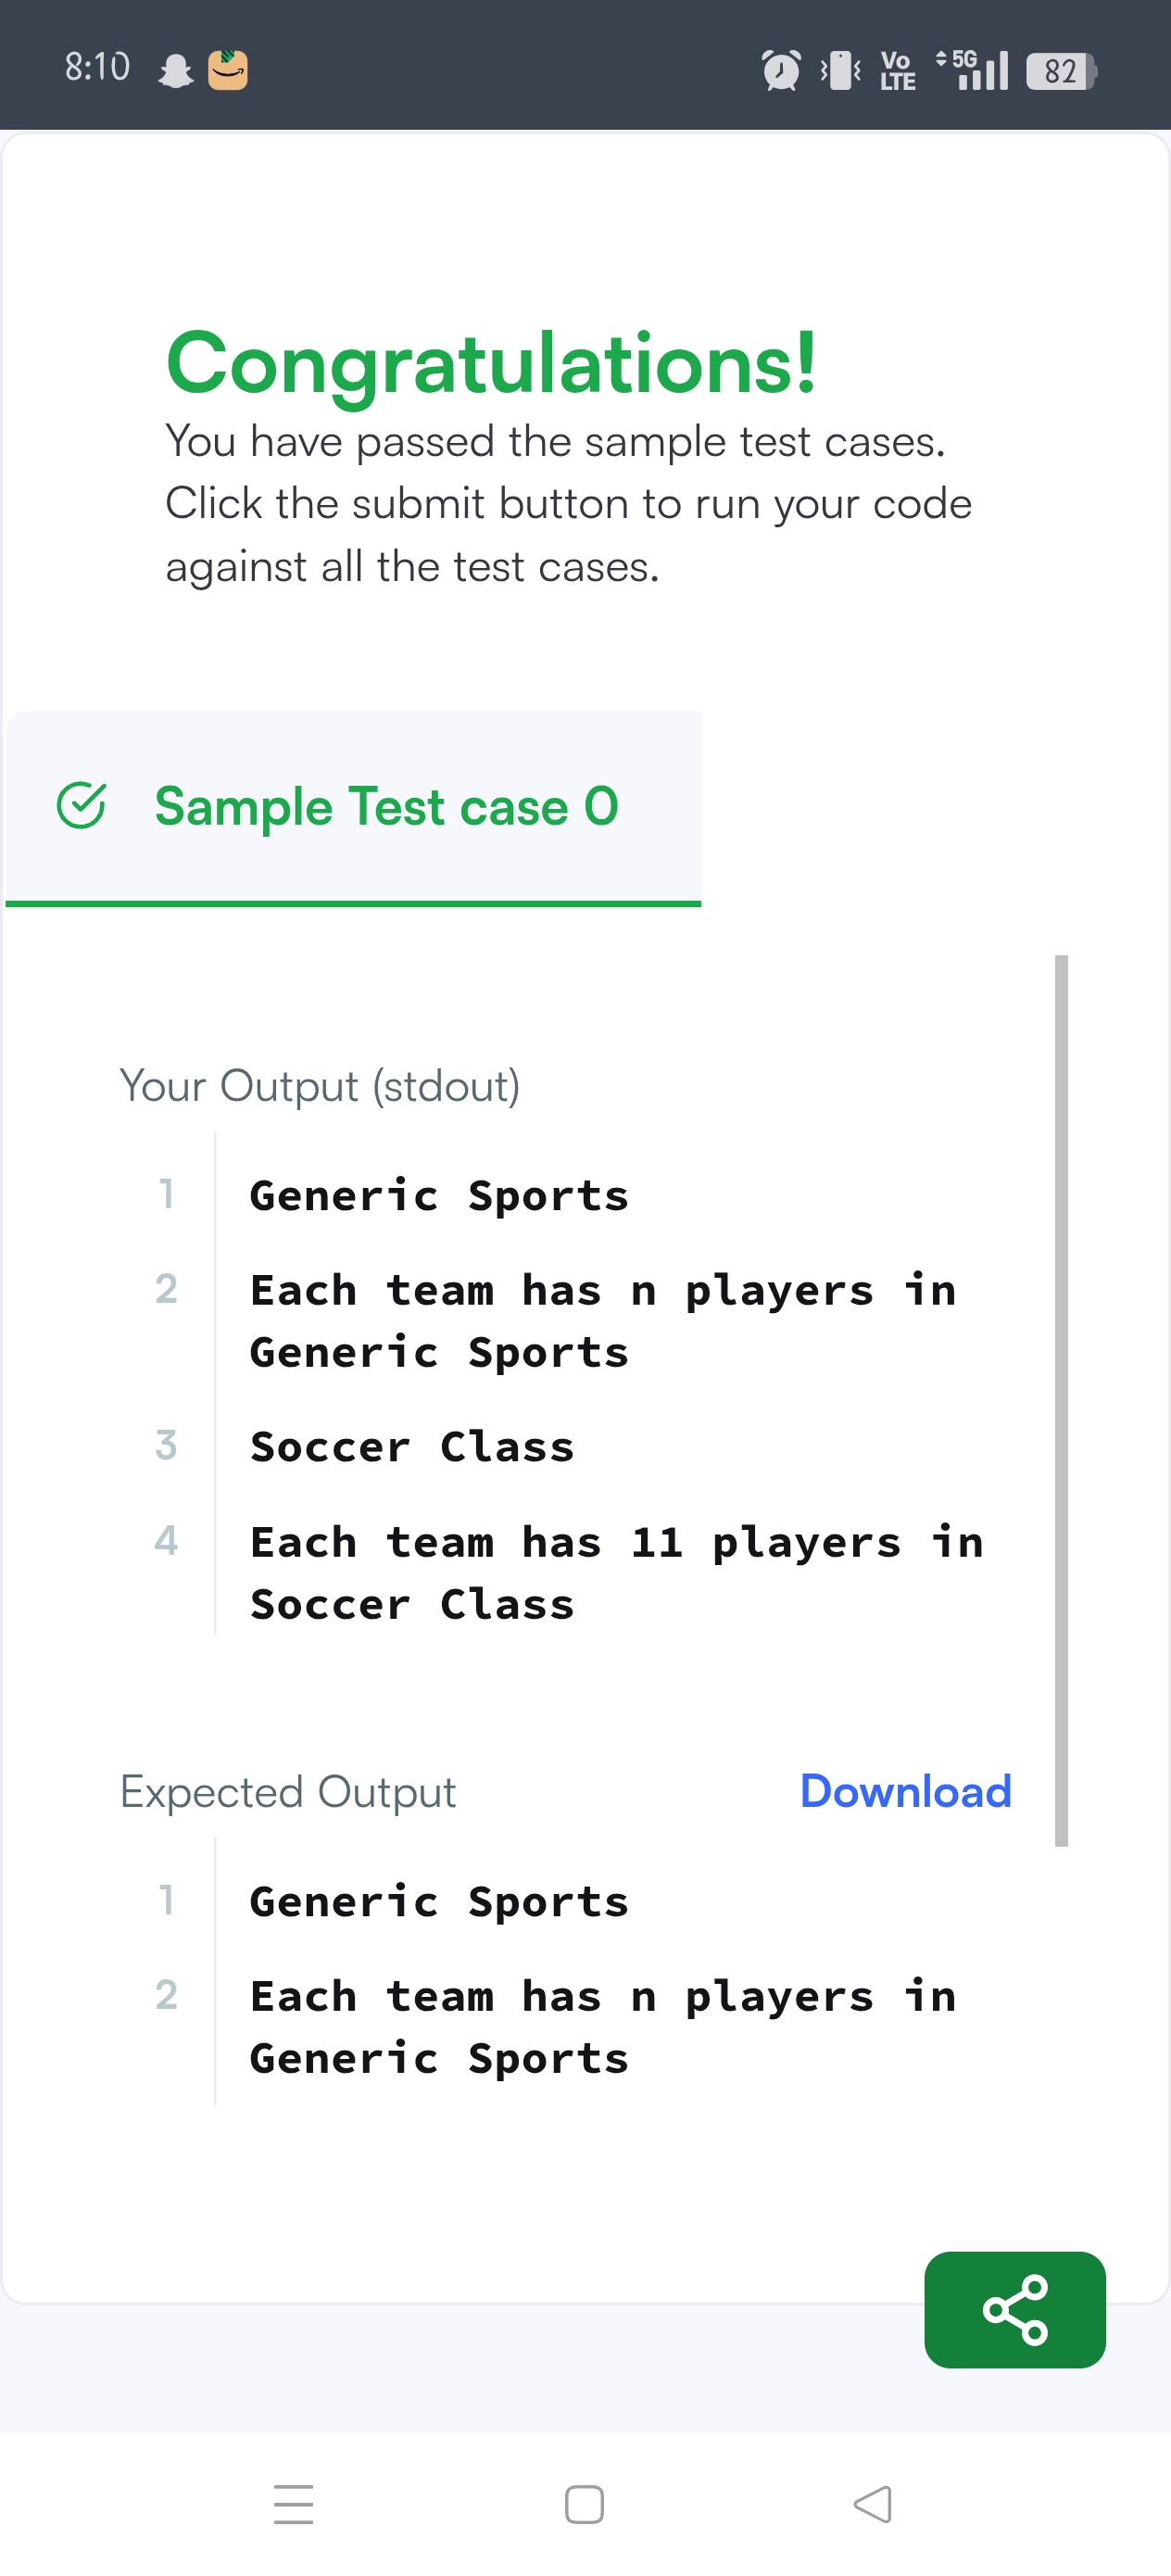 8:10
Vo
LTE
5G
82
Congratulations!
You have passed the sample test cases.
Click the submit button to run your code
against all the test cases.
Sample Test case 0
Your Output (stdout)
1 Generic Sports
2 Each team has n players in
Generic Sports
3 Soccer Class
4 Each team has 11 players in
Soccer Class
Expected Output Download
1 Generic Sports
2 Each team has n players in
Generic Sports